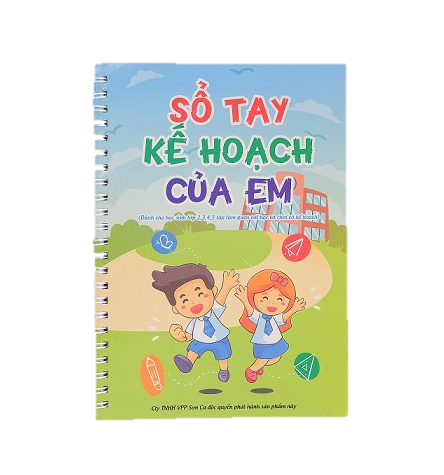 SỔ TAY
KẾ HOẠCH
CỦA EM
(Dành cho học sinh lớp 2,3,4,5 tập làm quen với học và chơi có kế hoạch)
Cty TNHH VPP Sơn Ca độc quyền phát hành sản phẩm này